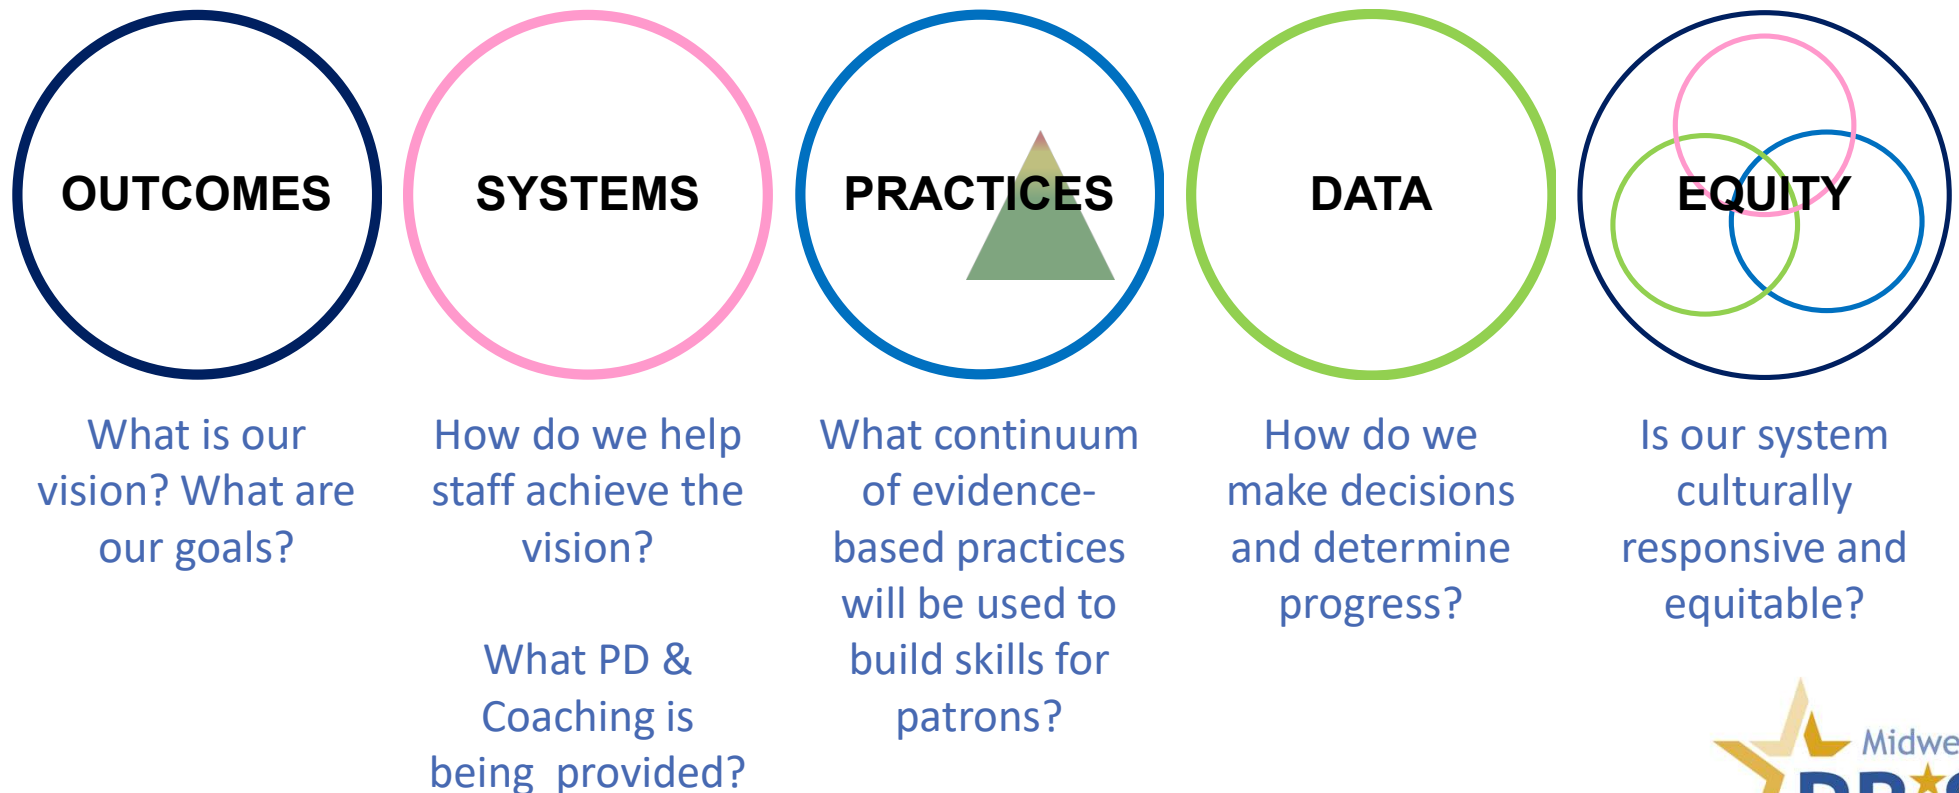 OUTCOMES
SYSTEMS
PRACTICES
DATA
EQUITY
What is our
vision? What are
our goals?
How do we help
staff achieve the
vision?
What PD &
Coaching is
being  provided?
What continuum
of evidence-
based practices
will be used to
build skills for
patrons?
How do we
make decisions
and determine
progress?
Is our system
culturally
responsive and
equitable?